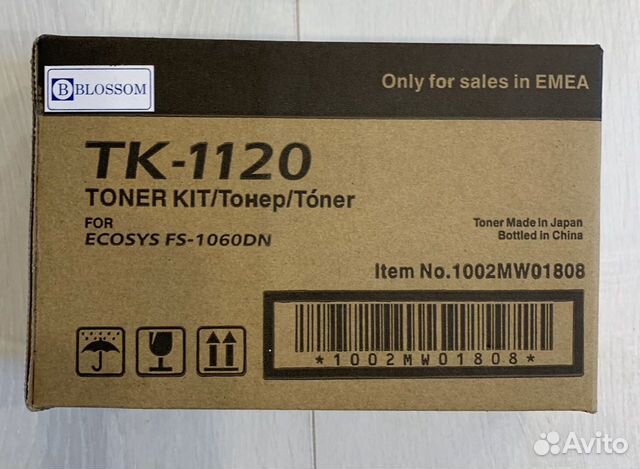 B BLOSSOM
Only for sales in EMEA
TK-1120
TONER KIT/Тонер/Tóner
FOR
ECOSYS FS-1060DN
Toner Made in Japan
Bottled in China
Item No.1002MW01808
*1002MW01808*
Avito